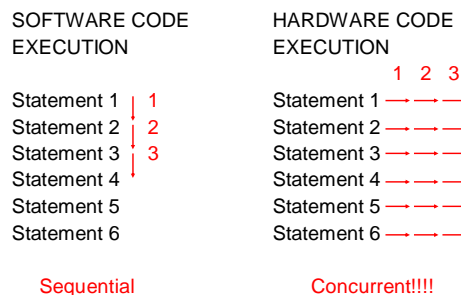 SOFTWARE CODE
EXECUTION
Statement 1 1
Statement 2 2
Statement 3 3
Statement 4
Statement 5
Statement 6
Sequential
HARDWARE CODE
EXECUTION
1 2 3
Statement 1
Statement 2
Statement 3
Statement 4
Statement 5
Statement 6
Concurrent!!!!